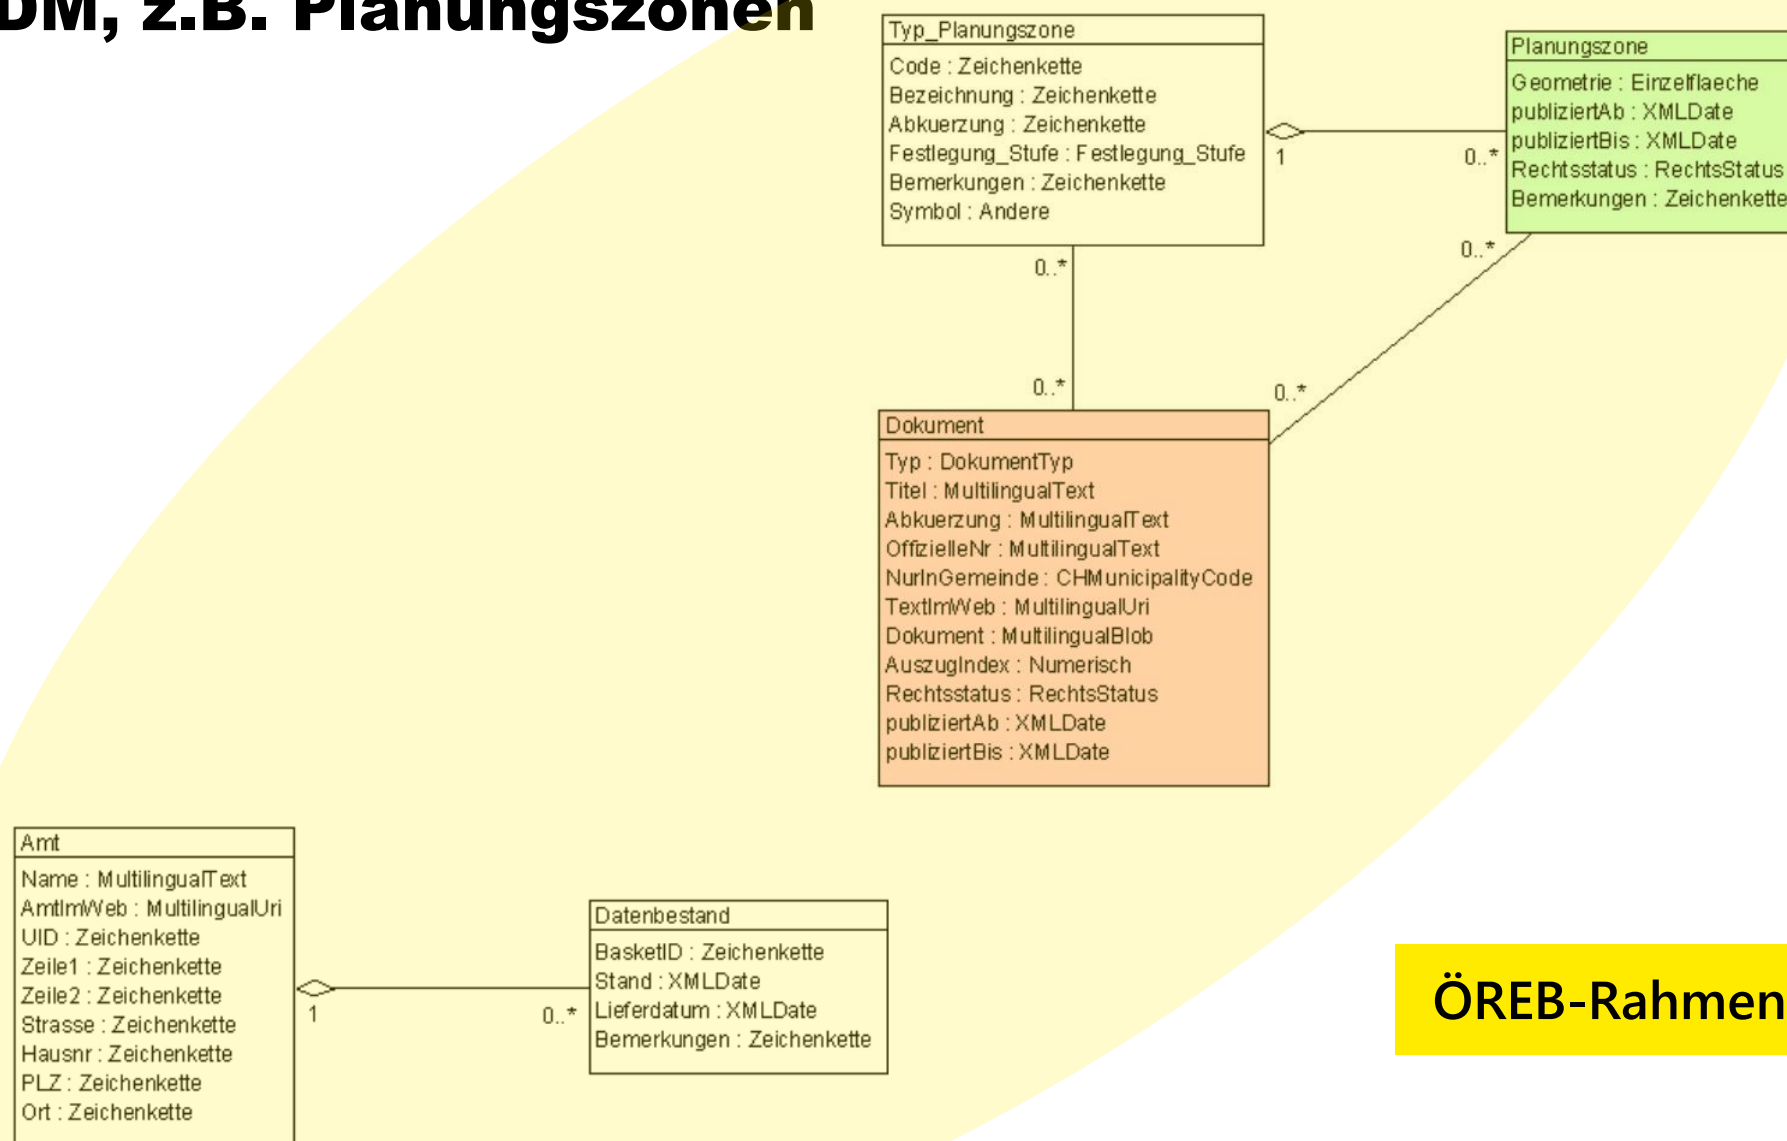 DM, z.B. Planungszonen
Typ_Planungszone
Code : Zeichenkette
Bezeichnung : Zeichenkette
Abkuerzung : Zeichenkette
Festlegung_Stufe : Festlegung_Stufe
Bemerkungen : Zeichenkette
Symbol : Andere
1
0..*
Planungszone
Geometrie : Einzelflaeche
publiziertAb : XMLDate
publiziertBis : XMLDate
Rechtsstatus : RechtsStatus
Bemerkungen : Zeichenkette
0..*
0..*
0..*
0..*
Dokument
Typ : DokumentTyp
Titel : MultilingualText
Abkuerzung : MultilingualText
OffizielleNr : MultilingualText
NurInGemeinde : CHMunicipalityCode
TextImWeb : MultilingualUri
Dokument : MultilingualBlob
AuszugIndex : Numerisch
Rechtsstatus : RechtsStatus
publiziertAb : XMLDate
publiziertBis : XMLDate
Amt
Name : MultilingualText
AmtImWeb : MultilingualUri
UID : Zeichenkette
Zeile1 : Zeichenkette
Zeile2 : Zeichenkette
Strasse : Zeichenkette
Hausnr : Zeichenkette
PLZ : Zeichenkette
Ort : Zeichenkette
1
0..*
Datenbestand
BasketID : Zeichenkette
Stand : XMLDate
Lieferdatum : XMLDate
Bemerkungen : Zeichenkette
ÖREB-Rahmen